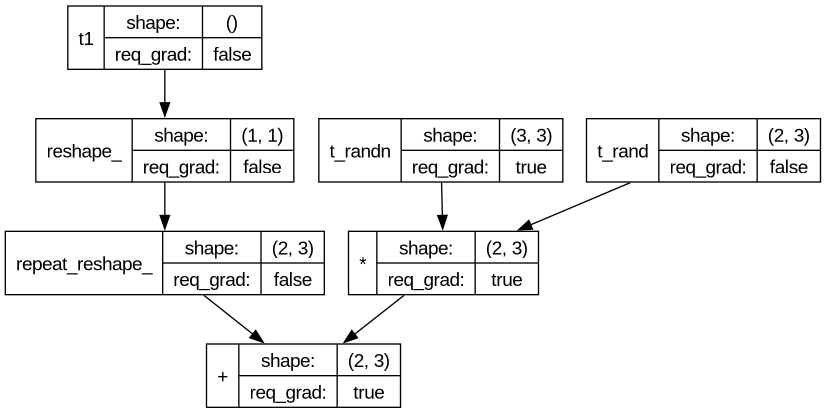 t1
shape: ()
req_grad: false
reshape_
shape: (1, 1)
req_grad: false
t_randn
shape: (3, 3)
req_grad: true
t_rand
shape: (2, 3)
req_grad: false
repeat_reshape_
shape: (2, 3)
req_grad: false
*
shape: (2, 3)
req_grad: true
+
shape: (2, 3)
req_grad: true